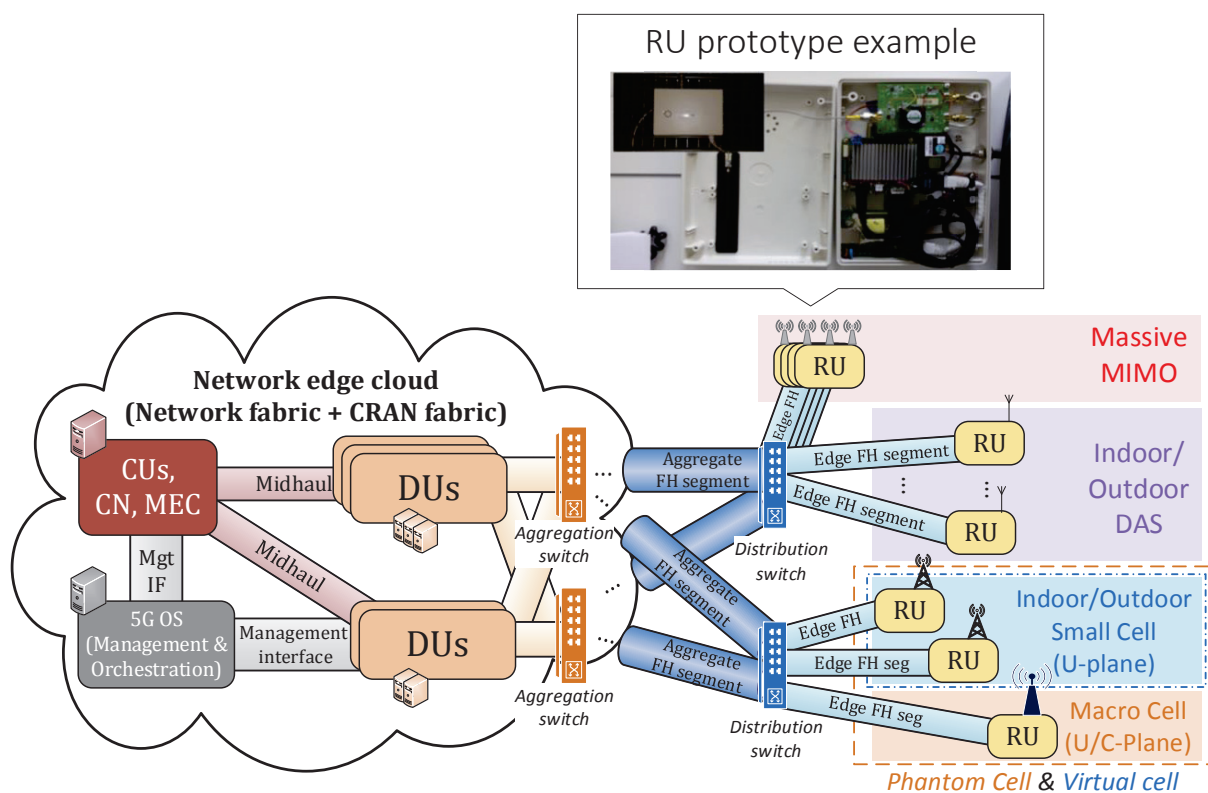 RU prototype example
Massive
MIMO
RU
Edge FH
Network edge cloud
(Network fabric + CRAN fabric)
CUs,
CN, MEC
Midhaul
DUs
Aggregation
switch
...
Aggregate
FH segment
Distribution
switch
Edge FH segment
RU
Edge FH segment
RU
...
...
Indoor/
Outdoor
DAS
Midhaul
Mgt
IF
5G OS
(Management &
Orchestration)
Management
interface
DUs
Aggregation
switch
...
...
...
Aggregate
FH segment
Aggregate
FH segment
Aggregate
FH segment
Distribution
switch
Edge FH
RU
Edge FH seg
RU
Edge FH seg
RU
Indoor/Outdoor
Small Cell
(U-plane)
Macro Cell
(U/C-Plane)
Phantom Cell & Virtual cell